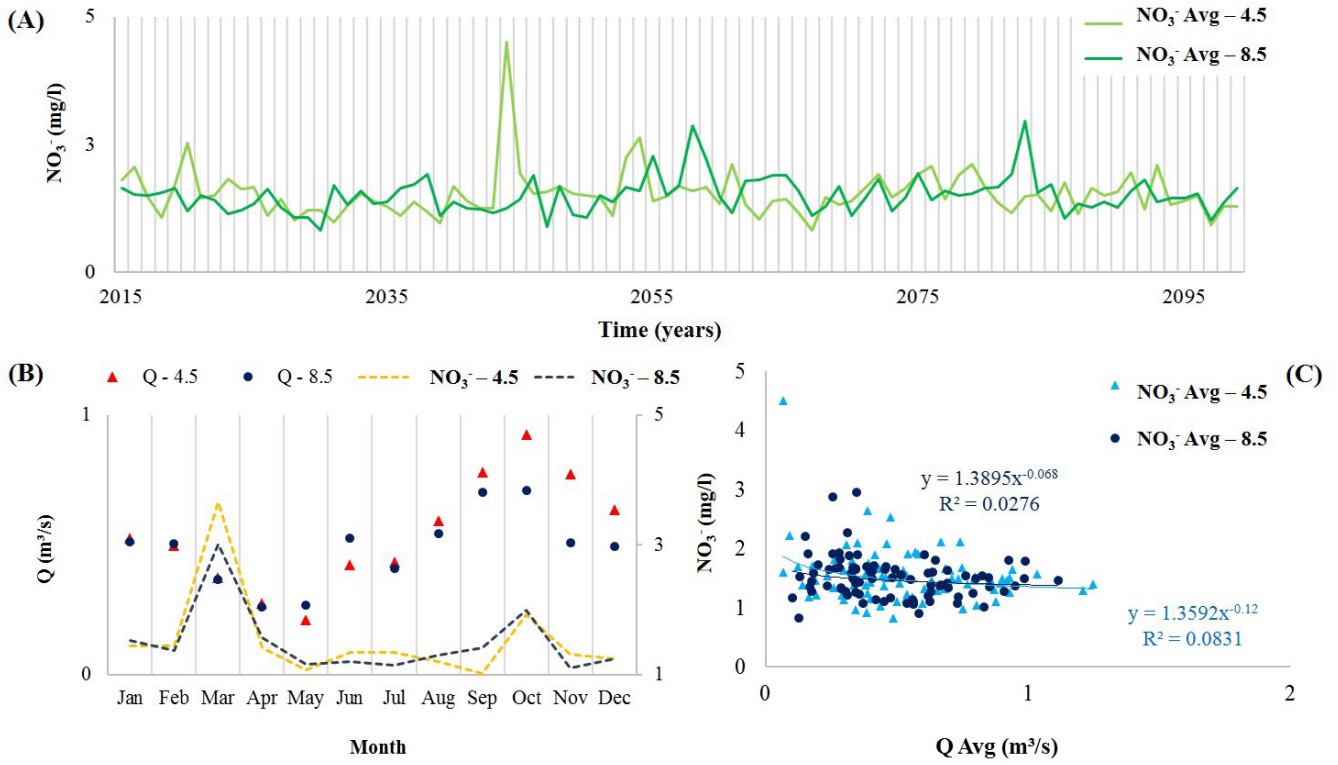 (A)
5
3
0
NO₃⁻ (mg/l)
NO₃⁻ Avg – 4.5
NO₃⁻ Avg – 8.5
2015 2035 2055 2075 2095
Time (years)
(B)
Q - 4.5 Q - 8.5 NO₃⁻ – 4.5 NO₃⁻ – 8.5
1
0
Q (m³/s)
5
3
1
Jan Feb Mar Apr May Jun Jul Aug Sep Oct Nov Dec
Month
(C)
5
4
3
2
1
0
NO₃⁻ (mg/l)
NO₃⁻ Avg – 4.5
NO₃⁻ Avg – 8.5
y = 1.3895x⁻⁰·⁰⁶⁸
R² = 0.0276
y = 1.3592x⁻⁰·¹²
R² = 0.0831
0 1 2
Q Avg (m³/s)